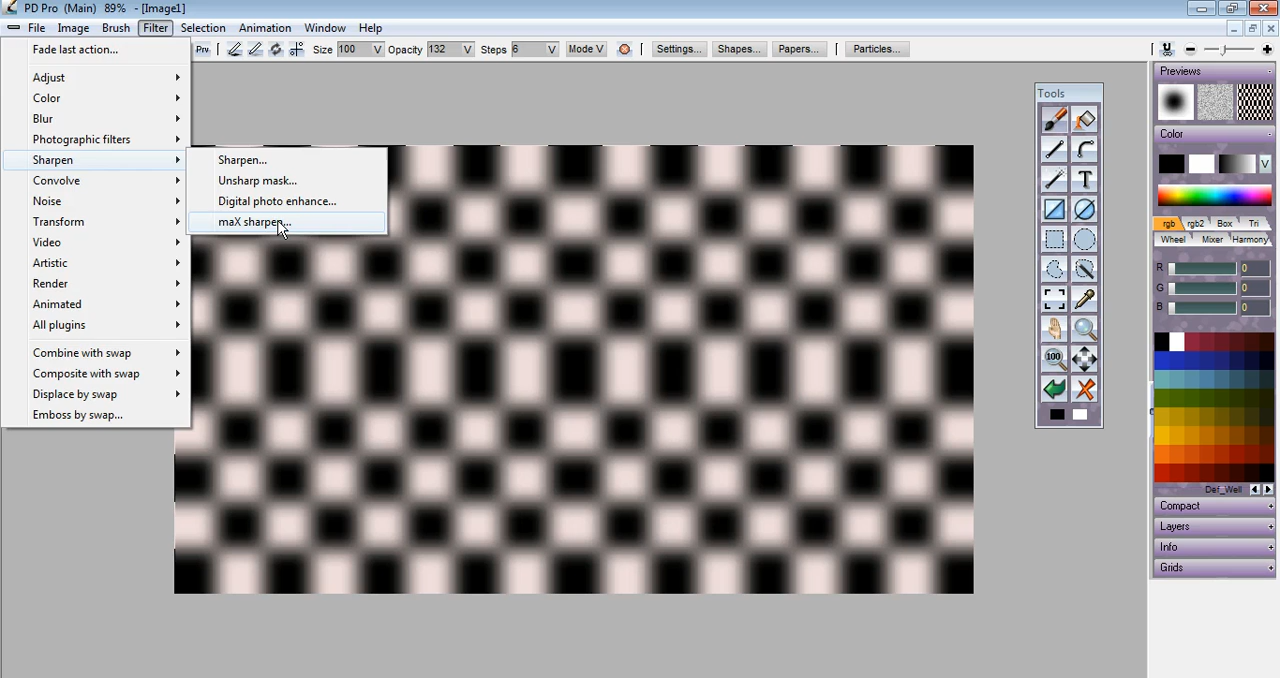 PD Pro (Main)   89%   - [Image1]
File Image Brush Filter Selection Animation Window Help
Prv Size 100 V Opacity 132 V Steps 6 V Mode V Settings... Shapes... Papers... Particles...
Fade last action...
Adjust
Color
Blur
Photographic filters
Sharpen
Convolve
Noise
Transform
Video
Artistic
Render
Animated
All plugins
Combine with swap
Composite with swap
Displace by swap
Emboss by swap...
Sharpen...
Unsharp mask...
Digital photo enhance...
maX sharpen...
Tools
T
100
Previews
Color
V
rgb rgb2 Box Tri
Wheel Mixer Harmony
R 0
G 0
B 0
Def_Well
Compact
Layers
Info
Grids